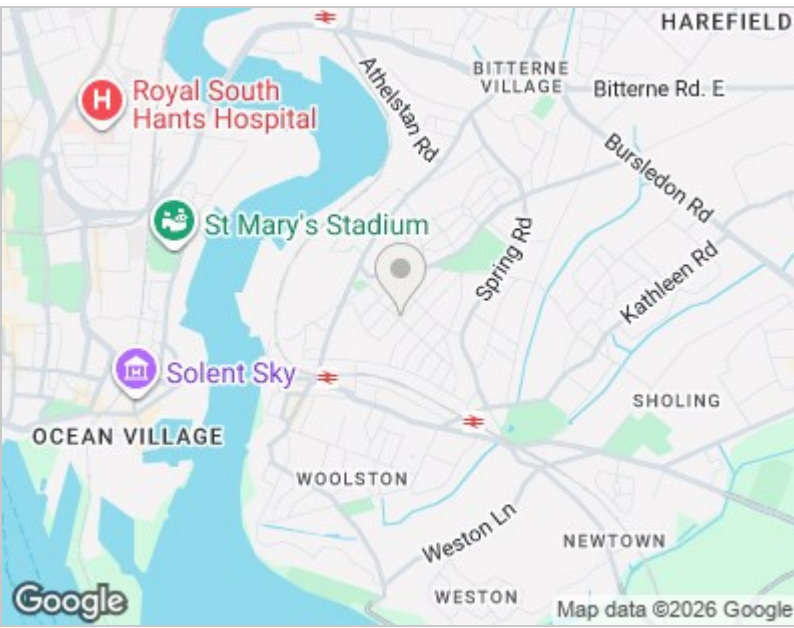 HAREFIELD
BITTERNE
VILLAGE
Bitterne Rd. E
Athelstan Rd
Royal South
Hants Hospital
H
Bursledon Rd
St Mary's Stadium
Spring Rd
Kathleen Rd
Solent Sky
SHOLING
OCEAN VILLAGE
WOOLSTON
Weston Ln
NEWTOWN
WESTON
Google
Map data ©2026 Google